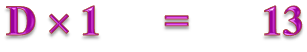 D × 1 = 13